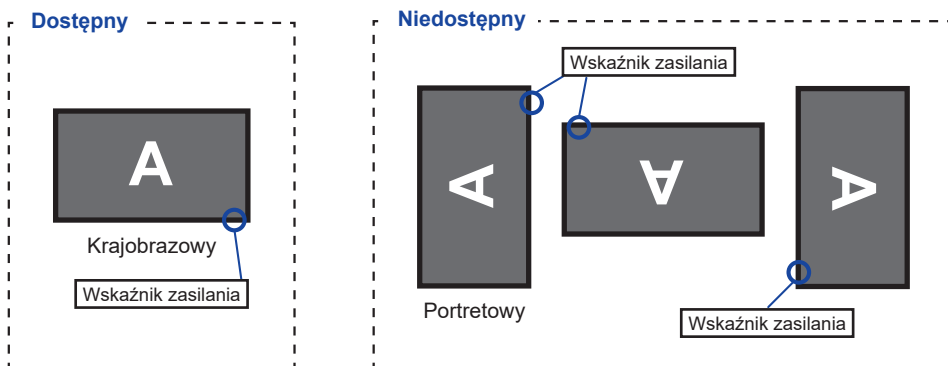 Dostępny
A
Krajobrazowy
Wskaźnik zasilania
Niedostępny
Wskaźnik zasilania
A
A
A
Portretowy
Wskaźnik zasilania